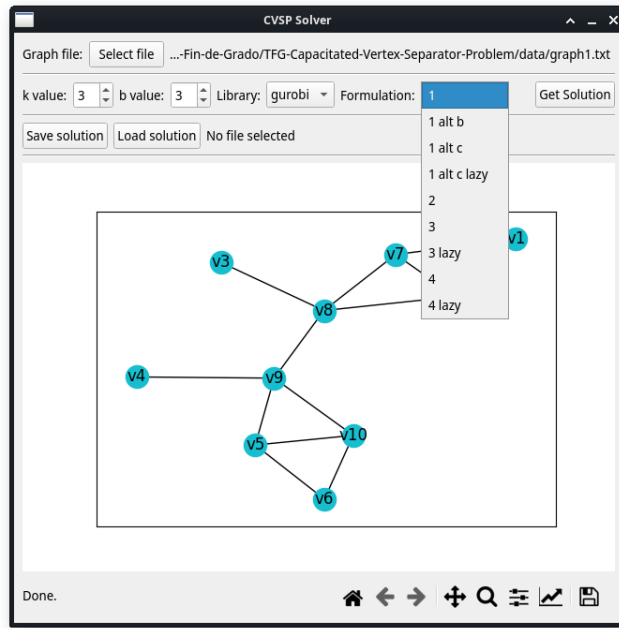 CVSP Solver
Graph file: Select file ...-Fin-de-Grado/TFG-Capacitated-Vertex-Separator-Problem/data/graph1.txt
k value: 3 b value: 3 Library: gurobi Formulation: 1 Get Solution
Save solution Load solution No file selected
1 alt b
1 alt c
1 alt c lazy
2
3
3 lazy
4
4 lazy
v1
v7
v3
v8
v4
v9
v10
v5
v6
Done.